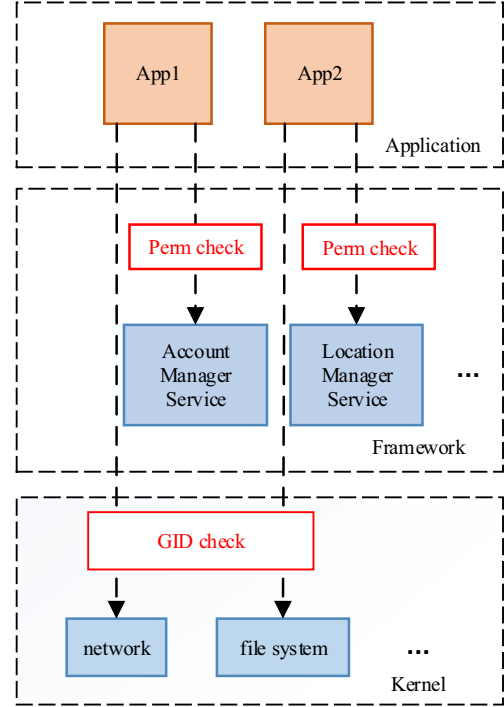 App1
App2
Application
Perm check
Perm check
Account
Manager
Service
Location
Manager
Service
...
Framework
GID check
network
file system
...
Kernel